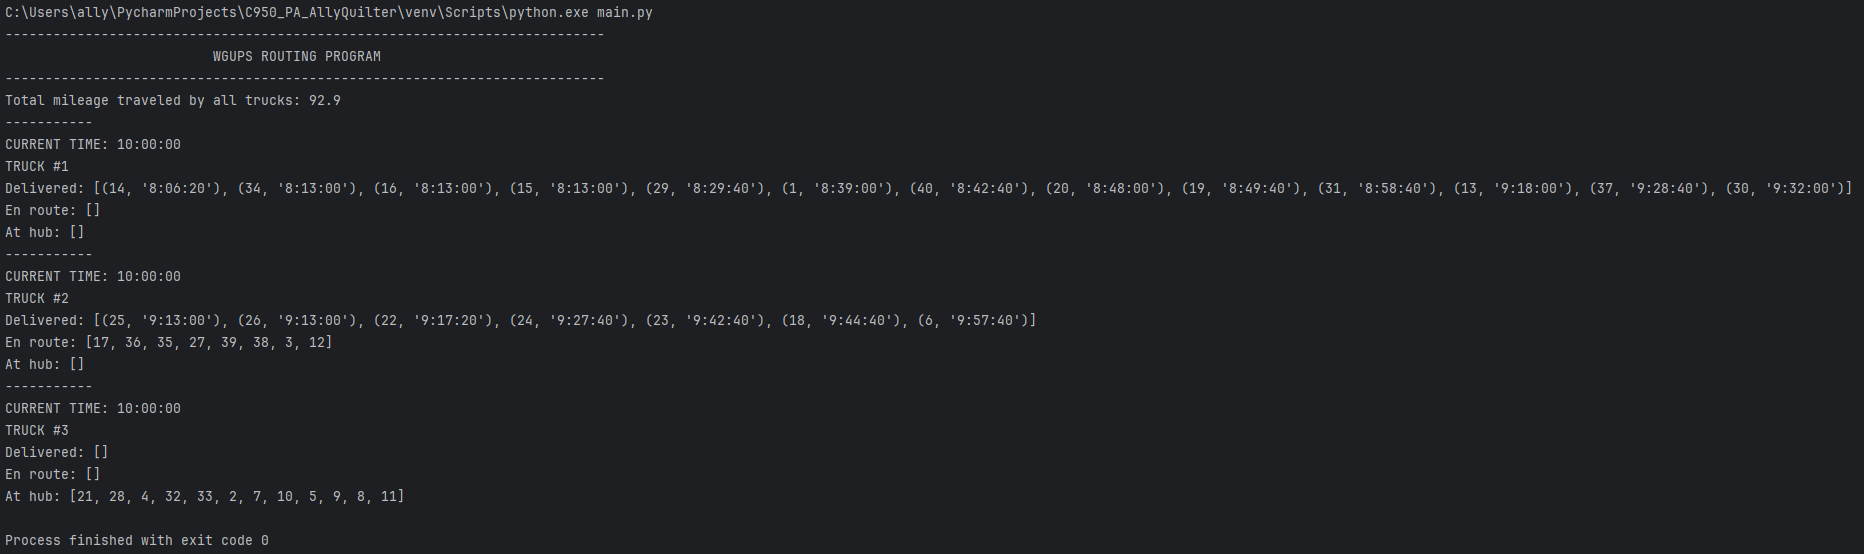 C:\Users\ally\PycharmProjects\C950_PA_AllyQuilter\venv\Scripts\python.exe main.py
---------------------------------------------------------------------------
                          WGUPS ROUTING PROGRAM
---------------------------------------------------------------------------
Total mileage traveled by all trucks: 92.9
-----------
CURRENT TIME: 10:00:00
TRUCK #1
Delivered: [(14, '8:06:20'), (34, '8:13:00'), (16, '8:13:00'), (15, '8:13:00'), (29, '8:29:40'), (1, '8:39:00'), (40, '8:42:40'), (20, '8:48:00'), (19, '8:49:40'), (31, '8:58:40'), (13, '9:18:00'), (37, '9:28:40'), (30, '9:32:00')]
En route: []
At hub: []
-----------
CURRENT TIME: 10:00:00
TRUCK #2
Delivered: [(25, '9:13:00'), (26, '9:13:00'), (22, '9:17:20'), (24, '9:27:40'), (23, '9:42:40'), (18, '9:44:40'), (6, '9:57:40')]
En route: [17, 36, 35, 27, 39, 38, 3, 12]
At hub: []
-----------
CURRENT TIME: 10:00:00
TRUCK #3
Delivered: []
En route: []
At hub: [21, 28, 4, 32, 33, 2, 7, 10, 5, 9, 8, 11]

Process finished with exit code 0